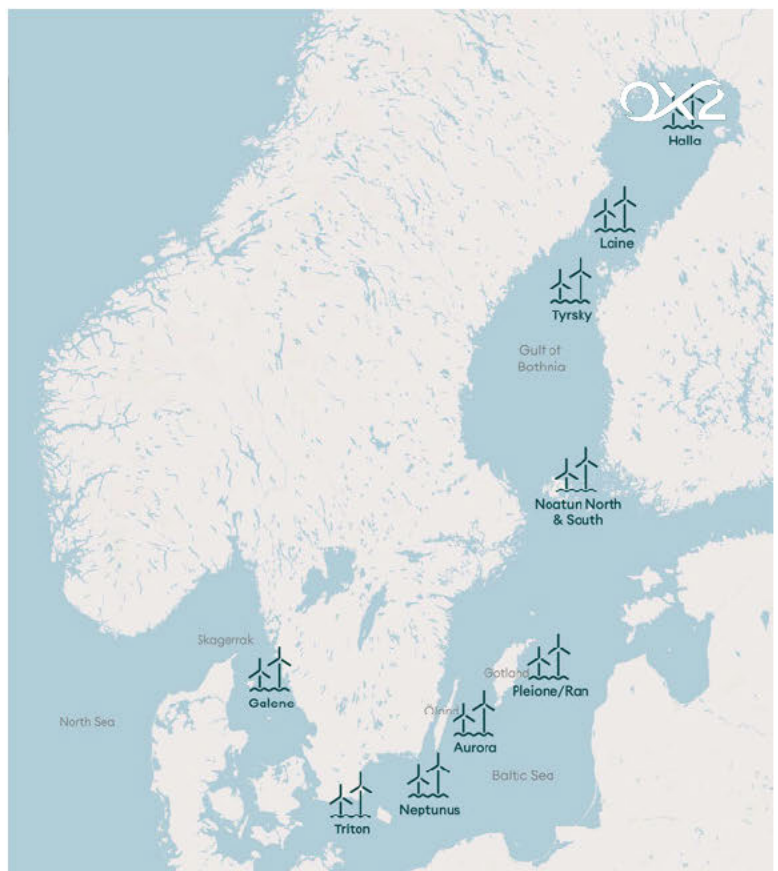 OX2
Halla
Laine
Tyrsky
Gulf of
Bothnia
Noatun North
& South
Skagerrak
Galene
Gotland
Pleione/Ran
North Sea
Öland
Aurora
Baltic Sea
Neptunus
Triton